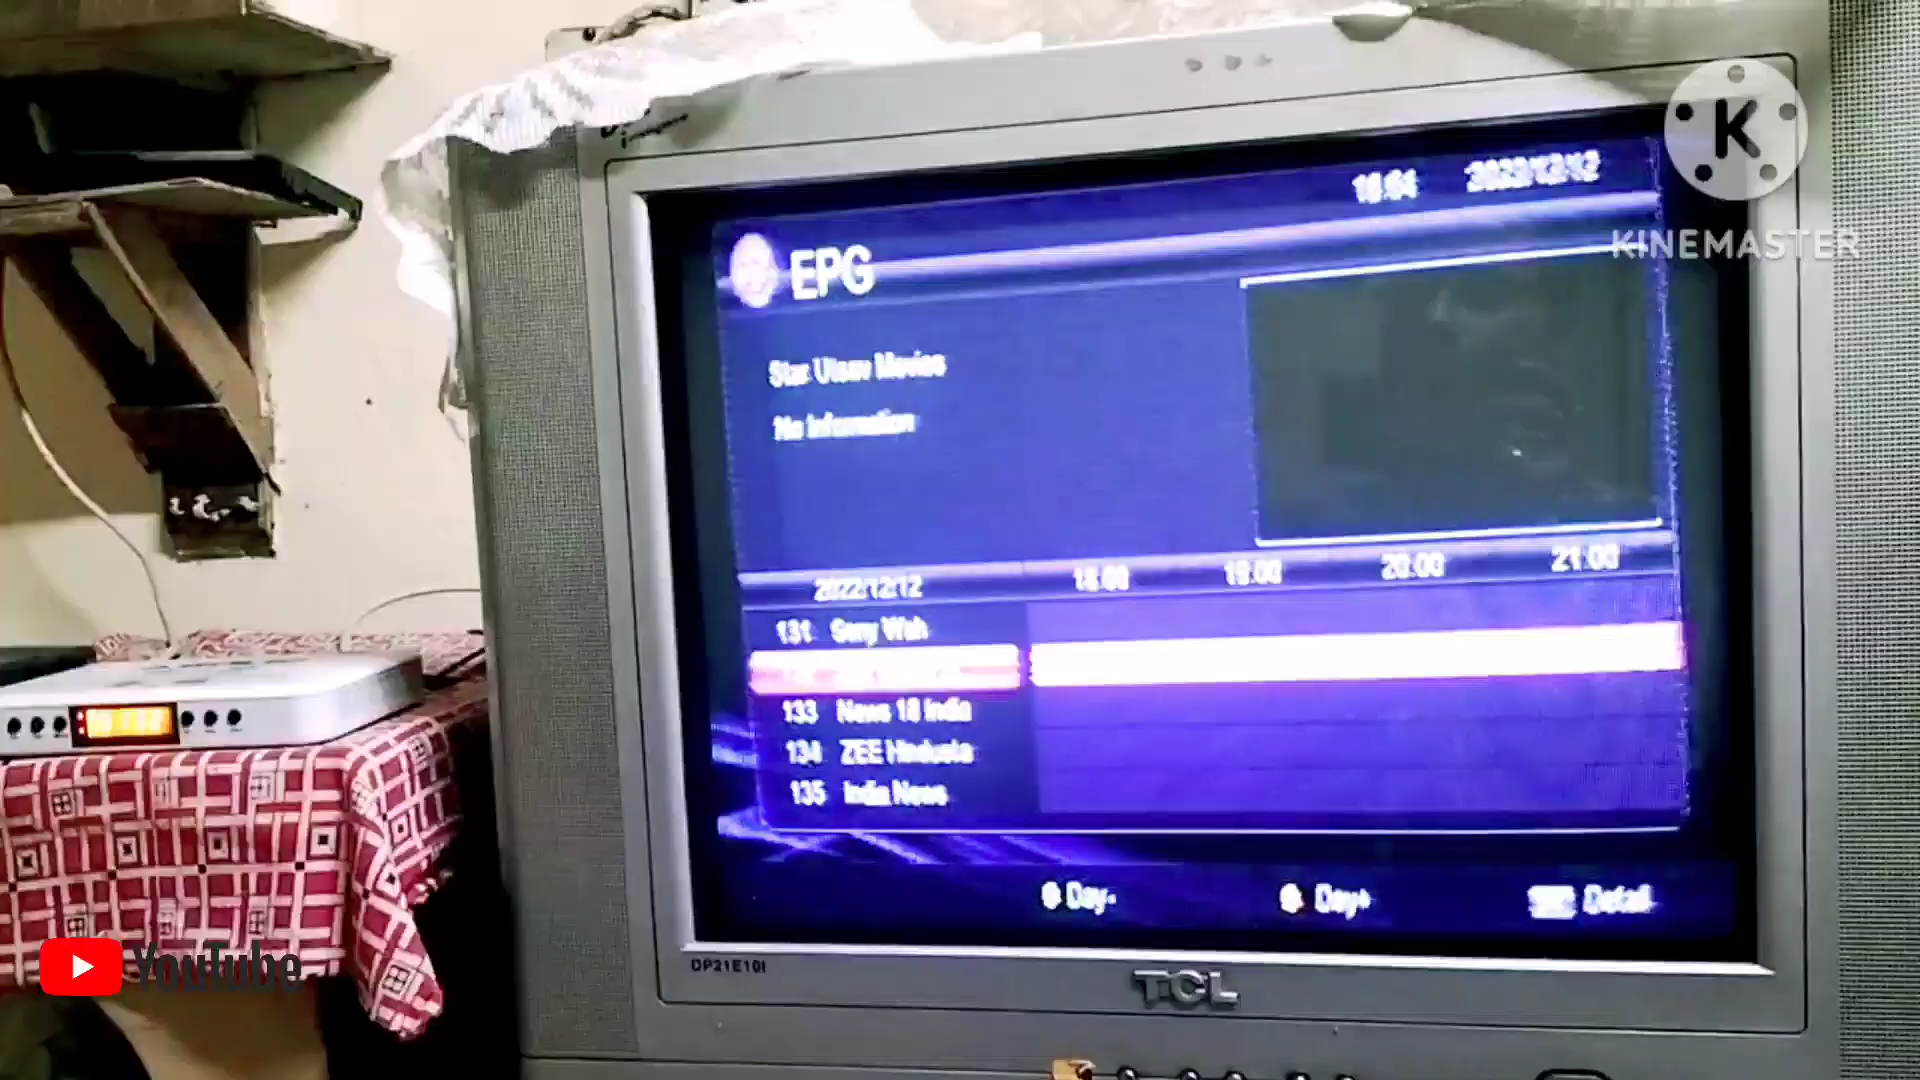 K
KINEMASTER
18:04 2022/12/12
EPG
Star Utsav Movies
No Information
2022/12/12 18:00 19:00 20:00 21:00
131 Sony Wah
133 News 18 India
134 ZEE Hindusta
135 India News
Day-
Day+
Detail
DP21E10I
TCL
YouTube